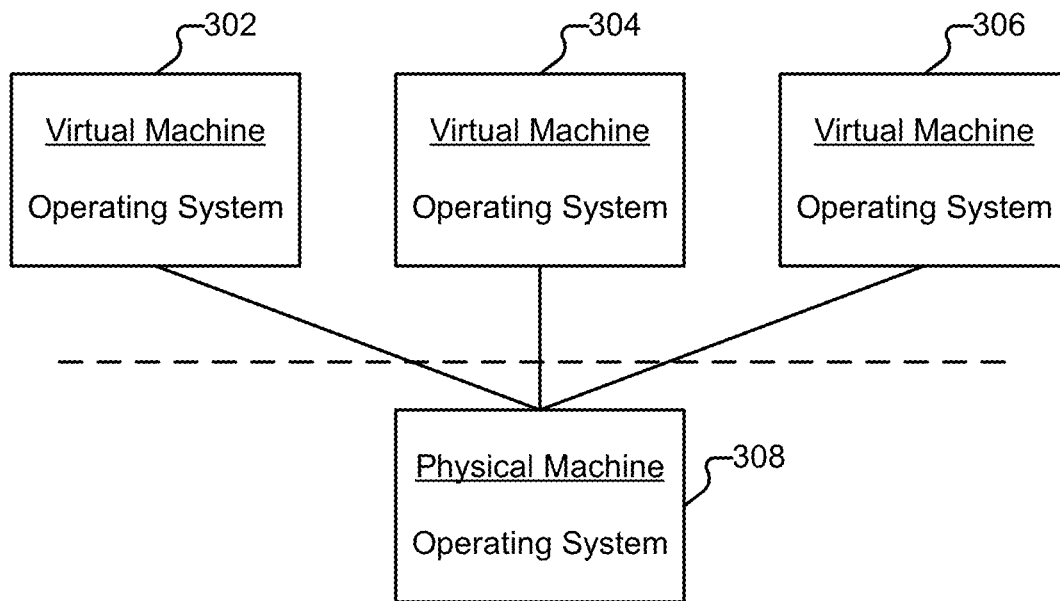 302
304
306
Virtual Machine
Operating System
Virtual Machine
Operating System
Virtual Machine
Operating System
Physical Machine
Operating System
308